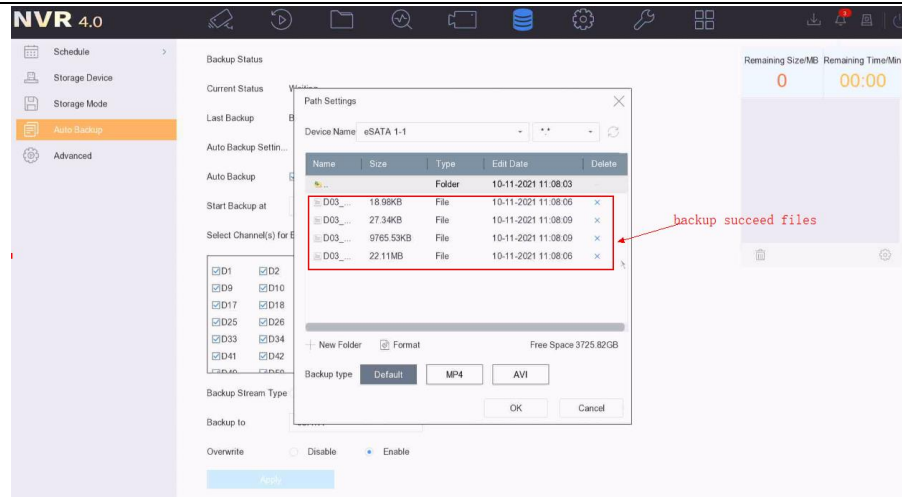 NVR 4.0
3
Schedule
Storage Device
Storage Mode
Auto Backup
Advanced
Backup Status
Current Status
Last Backup
Auto Backup Settin...
Auto Backup
Start Backup at
Select Channel(s) for
D1 D2
D9 D10
D17 D18
D25 D26
D33 D34
D41 D42
Backup Stream Type
Backup to
Overwrite Disable Enable
Apply
Path Settings
Device Name eSATA 1-1 *.*
Name Size Type Edit Date Delete
.. Folder 10-11-2021 11:08:03
D03_... 18.98KB File 10-11-2021 11:08:06 ×
D03_... 27.34KB File 10-11-2021 11:08:09 ×
D03_... 9765.53KB File 10-11-2021 11:08:09 ×
D03_... 22.11MB File 10-11-2021 11:08:06 ×
New Folder Format Free Space 3725.82GB
Backup type Default MP4 AVI
OK Cancel
backup succeed files
Remaining Size/MB Remaining Time/Min
0 00:00